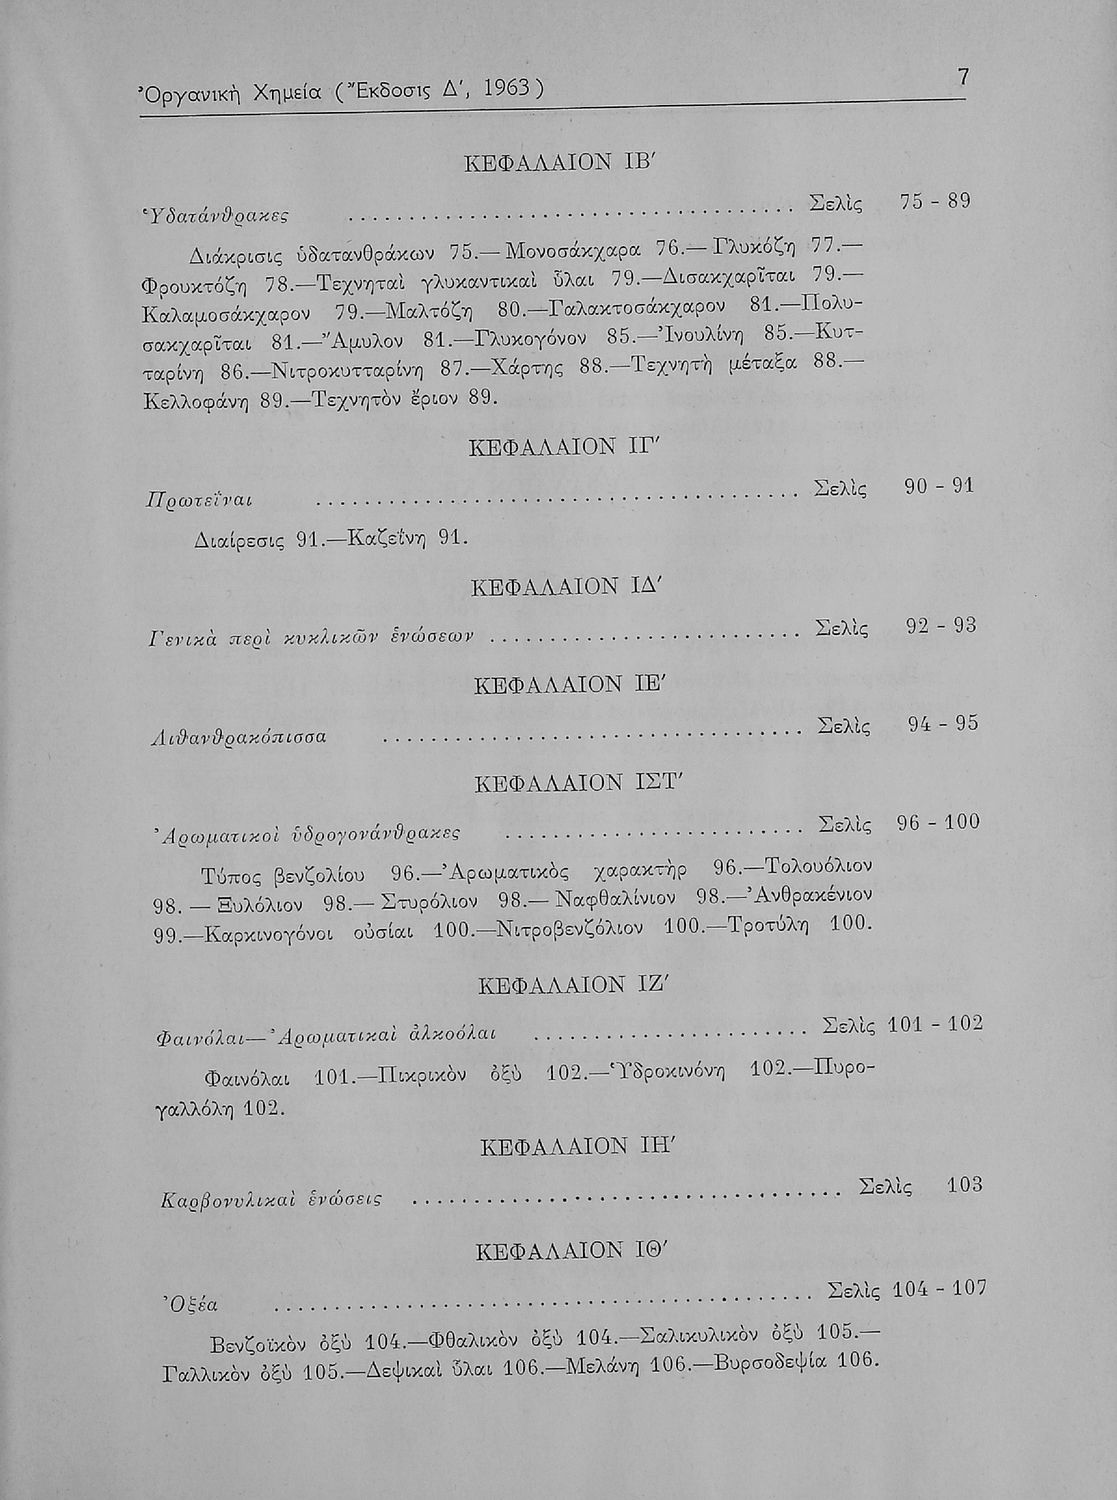 Ὀργανικὴ Χημεία (Ἔκδοσις Δ΄, 1963) 7
ΚΕΦΑΛΑΙΟΝ ΙΒ΄
Ὑδατάνθρακες .................................... Σελὶς 75 - 89
Διάκρισις ὑδατανθράκων 75.— Μονοσάκχαρα 76.— Γλυκόζη 77.—
Φρουκτόζη 78.—Τεχνηταὶ γλυκαντικαὶ ὗλαι 79.—Δισακχαρῖται 79.—
Καλαμοσάκχαρον 79.—Μαλτόζη 80.—Γαλακτοσάκχαρον 81.—Πολυ-
σακχαρῖται 81.—Ἄμυλον 81.—Γλυκογόνον 85.—Ἰνουλίνη 85.—Κυτ-
ταρίνη 86.—Νιτροκυτταρίνη 87.—Χάρτης 88.—Τεχνητὴ μέταξα 88.—
Κελλοφάνη 89.—Τεχνητὸν ἔριον 89.
ΚΕΦΑΛΑΙΟΝ ΙΓ΄
Πρωτεΐναι ....................................... Σελὶς 90 - 91
Διαίρεσις 91.—Καζεΐνη 91.
ΚΕΦΑΛΑΙΟΝ ΙΔ΄
Γενικὰ περὶ κυκλικῶν ἑνώσεων .......................... Σελὶς 92 - 93
ΚΕΦΑΛΑΙΟΝ ΙΕ΄
Λιθανθρακόπισσα .................................. Σελὶς 94 - 95
ΚΕΦΑΛΑΙΟΝ ΙΣΤ΄
Ἀρωματικοὶ ὑδρογονάνθρακες ......................... Σελὶς 96 - 100
Τύπος βενζολίου 96.—Ἀρωματικὸς χαρακτὴρ 96.—Τολουόλιον
98. — Ξυλόλιον 98.— Στυρόλιον 98.— Ναφθαλίνιον 98.—Ἀνθρακένιον
99.—Καρκινογόνοι οὐσίαι 100.—Νιτροβενζόλιον 100.—Τροτύλη 100.
ΚΕΦΑΛΑΙΟΝ ΙΖ΄
Φαινόλαι—Ἀρωματικαὶ ἀλκοόλαι ....................... Σελὶς 101 - 102
Φαινόλαι 101.—Πικρικὸν ὀξὺ 102.—Ὑδροκινόνη 102.—Πυρο-
γαλλόλη 102.
ΚΕΦΑΛΑΙΟΝ ΙΗ΄
Καρβονυλικαὶ ἑνώσεις .................................... Σελὶς 103
ΚΕΦΑΛΑΙΟΝ ΙΘ΄
Ὀξέα ............................................. Σελὶς 104 - 107
Βενζοϊκὸν ὀξὺ 104.—Φθαλικὸν ὀξὺ 104.—Σαλικυλικὸν ὀξὺ 105.—
Γαλλικὸν ὀξὺ 105.—Δεψικαὶ ὗλαι 106.—Μελάνη 106.—Βυρσοδεψία 106.